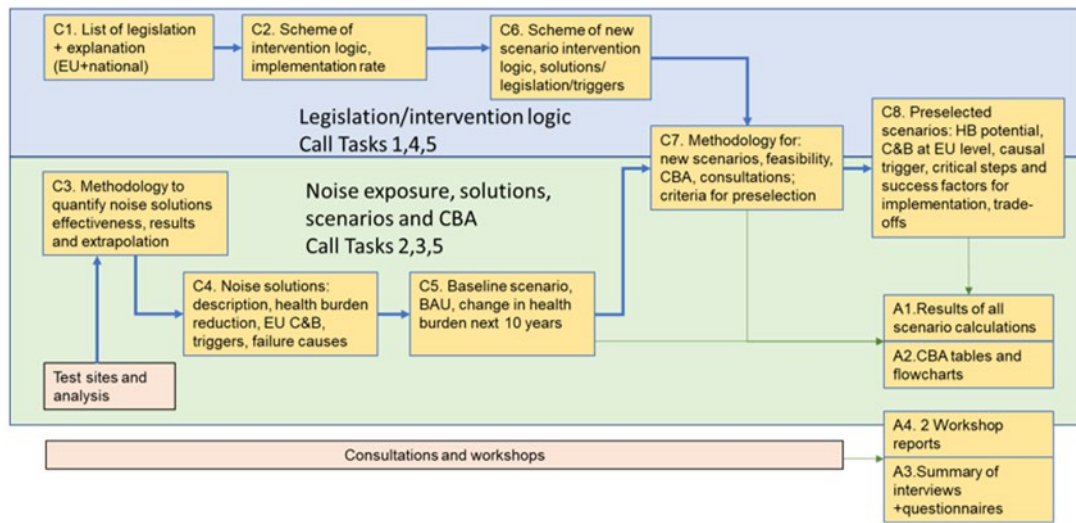 C1. List of legislation
+ explanation
(EU+national)
C2. Scheme of
intervention logic,
implementation rate
C6. Scheme of new
scenario intervention
logic, solutions/
legislation/triggers
Legislation/intervention logic
Call Tasks 1,4,5
C7. Methodology for:
new scenarios, feasibility,
CBA, consultations;
criteria for preselection
C8. Preselected
scenarios: HB potential,
C&B at EU level, causal
trigger, critical steps and
success factors for
implementation, trade-
offs
C3. Methodology to
quantify noise solutions
effectiveness, results
and extrapolation
Noise exposure, solutions,
scenarios and CBA
Call Tasks 2,3,5
C4. Noise solutions:
description, health burden
reduction, EU C&B,
triggers, failure causes
C5. Baseline scenario,
BAU, change in health
burden next 10 years
A1.Results of all
scenario calculations
A2.CBA tables and
flowcharts
Test sites and
analysis
Consultations and workshops
A4. 2 Workshop
reports
A3.Summary of
interviews
+questionnaires